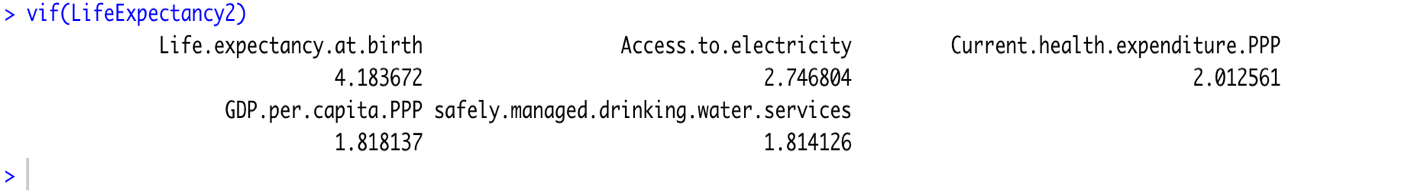 > vif(LifeExpectancy2)
Life.expectancy.at.birth Access.to.electricity Current.health.expenditure.PPP
4.183672 2.746804 2.012561
GDP.per.capita.PPP safely.managed.drinking.water.services
1.818137 1.814126
>